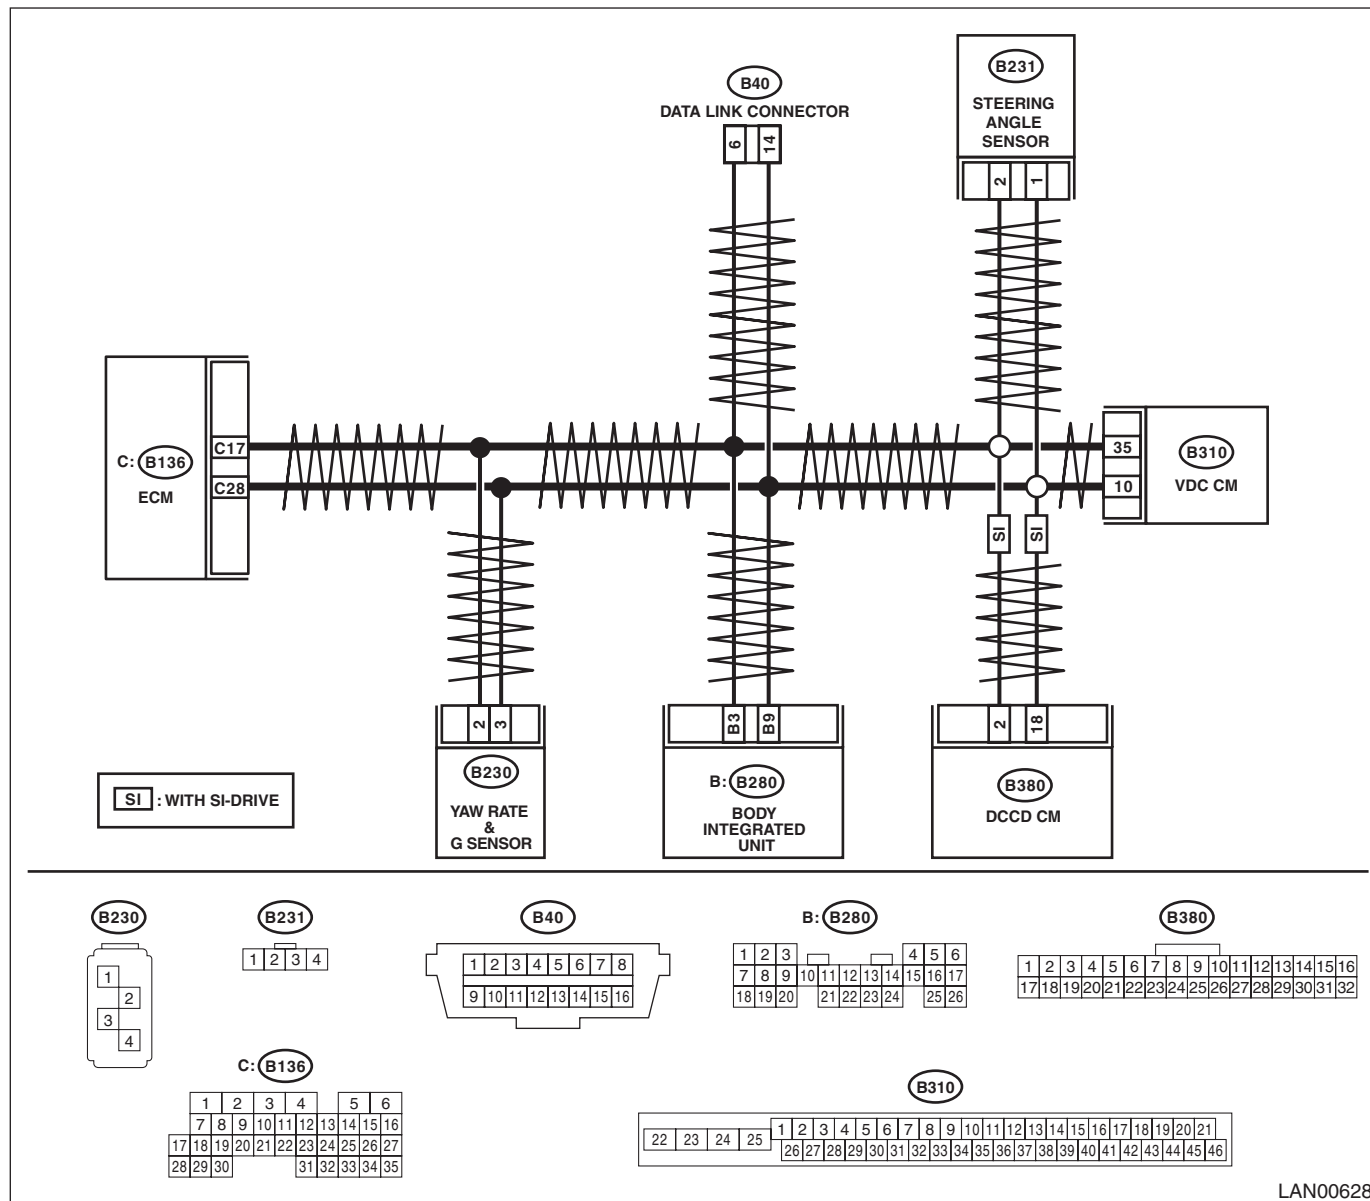 B231
STEERING
ANGLE
SENSOR
2 1
B40
DATA LINK CONNECTOR
6 14
C: B136
ECM
C17
C28
35
10
B310
VDC CM
SI SI
2 3
B230
YAW RATE
&
G SENSOR
B3 B9
B: B280
BODY
INTEGRATED
UNIT
2 18
B380
DCCD CM
SI : WITH SI-DRIVE
B230
1
2
3
4
B231
1 2 3 4
B40
1 2 3 4 5 6 7 8
9 10 11 12 13 14 15 16
B: B280
1 2 3 4 5 6
7 8 9 10 11 12 13 14 15 16 17
18 19 20 21 22 23 24 25 26
B380
1 2 3 4 5 6 7 8 9 10 11 12 13 14 15 16
17 18 19 20 21 22 23 24 25 26 27 28 29 30 31 32
C: B136
1 2 3 4 5 6
7 8 9 10 11 12 13 14 15 16
17 18 19 20 21 22 23 24 25 26 27
28 29 30 31 32 33 34 35
B310
22 23 24 25 1 2 3 4 5 6 7 8 9 10 11 12 13 14 15 16 17 18 19 20 21
26 27 28 29 30 31 32 33 34 35 36 37 38 39 40 41 42 43 44 45 46
LAN00628